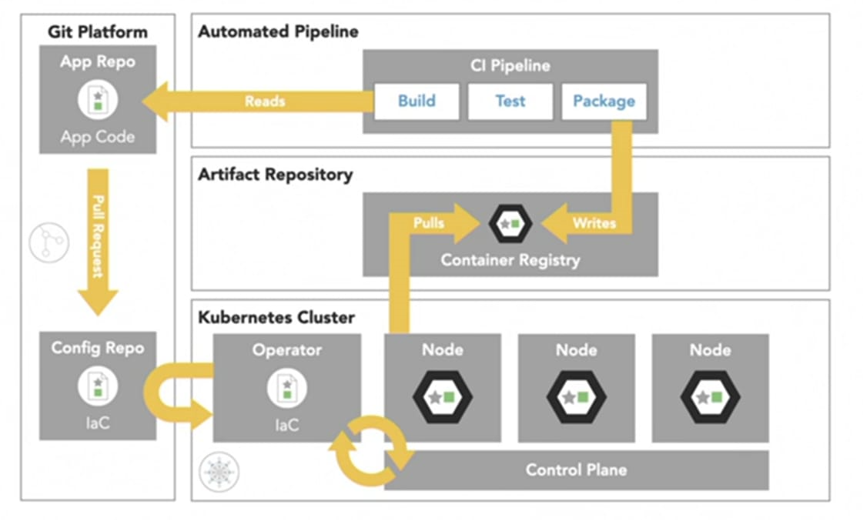 Git Platform
App Repo
App Code
Pull Request
Config Repo
IaC
Automated Pipeline
CI Pipeline
Build
Test
Package
Reads
Artifact Repository
Pulls
Writes
Container Registry
Kubernetes Cluster
Operator
IaC
Node
Node
Node
Control Plane